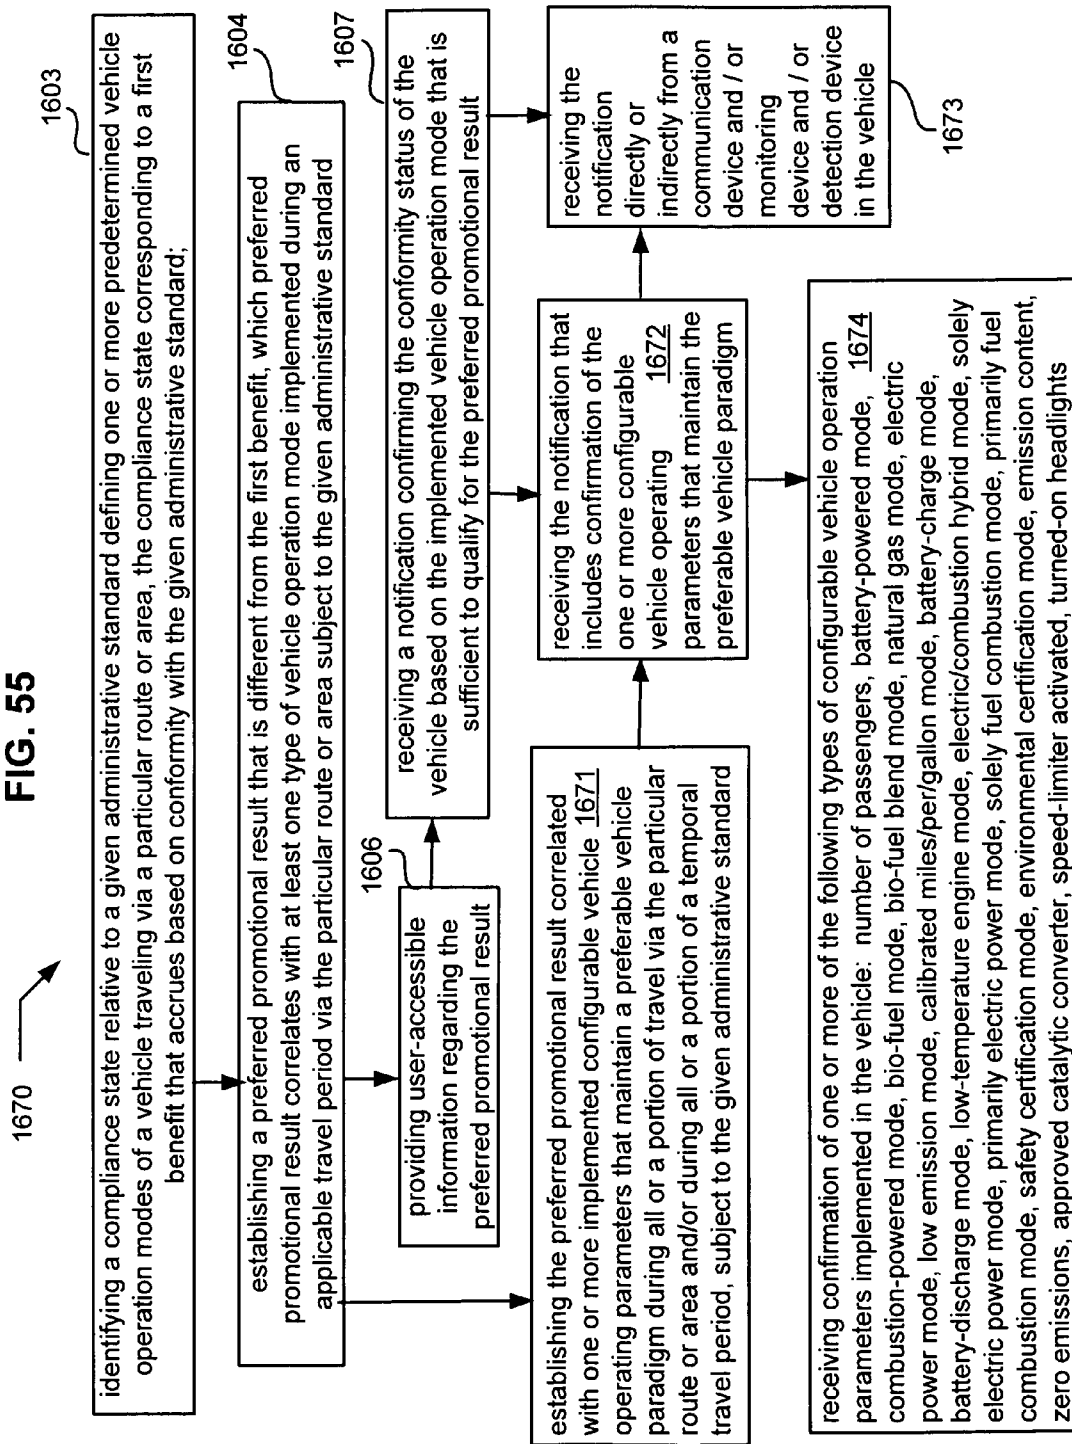 FIG. 55
1670
1603
identifying a compliance state relative to a given administrative standard defining one or more predetermined vehicle
operation modes of a vehicle traveling via a particular route or area, the compliance state corresponding to a first
benefit that accrues based on conformity with the given administrative standard;
1604
establishing a preferred promotional result that is different from the first benefit, which preferred
promotional result correlates with at least one type of vehicle operation mode implemented during an
applicable travel period via the particular route or area subject to the given administrative standard
1606
providing user-accessible
information regarding the
preferred promotional result
1607
receiving a notification confirming the conformity status of the
vehicle based on the implemented vehicle operation mode that is
sufficient to qualify for the preferred promotional result
establishing the preferred promotional result correlated
with one or more implemented configurable vehicle 1671
operating parameters that maintain a preferable vehicle
paradigm during all or a portion of travel via the particular
route or area and/or during all or a portion of a temporal
travel period, subject to the given administrative standard
receiving the notification that
includes confirmation of the
one or more configurable
vehicle operating 1672
parameters that maintain the
preferable vehicle paradigm
receiving the
notification
directly or
indirectly from a
communication
device and / or
monitoring
device and / or
detection device
in the vehicle
1673
receiving confirmation of one or more of the following types of configurable vehicle operation
parameters implemented in the vehicle: number of passengers, battery-powered mode, 1674
combustion-powered mode, bio-fuel mode, bio-fuel blend mode, natural gas mode, electric
power mode, low emission mode, calibrated miles/per/gallon mode, battery-charge mode,
battery-discharge mode, low-temperature engine mode, electric/combustion hybrid mode, solely
electric power mode, primarily electric power mode, solely fuel combustion mode, primarily fuel
combustion mode, safety certification mode, environmental certification mode, emission content,
zero emissions, approved catalytic converter, speed-limiter activated, turned-on headlights